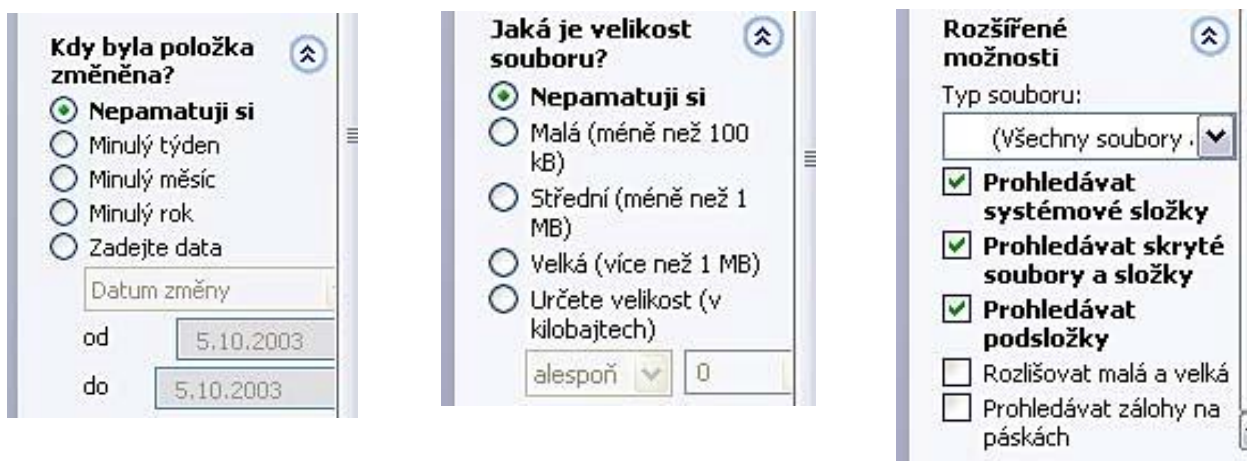 Kdy byla položka
změněna?
Nepamatuji si
Minulý týden
Minulý měsíc
Minulý rok
Zadejte data
Datum změny
od
5.10.2003
do
5.10.2003
Jaká je velikost
souboru?
Nepamatuji si
Malá (méně než 100
kB)
Střední (méně než 1
MB)
Velká (více než 1 MB)
Určete velikost (v
kilobajtech)
alespoň
0
Rozšířené
možnosti
Typ souboru:
(Všechny soubory
Prohledávat
systémové složky
Prohledávat skryté
soubory a složky
Prohledávat
podsložky
Rozlišovat malá a velká
Prohledávat zálohy na
páskách